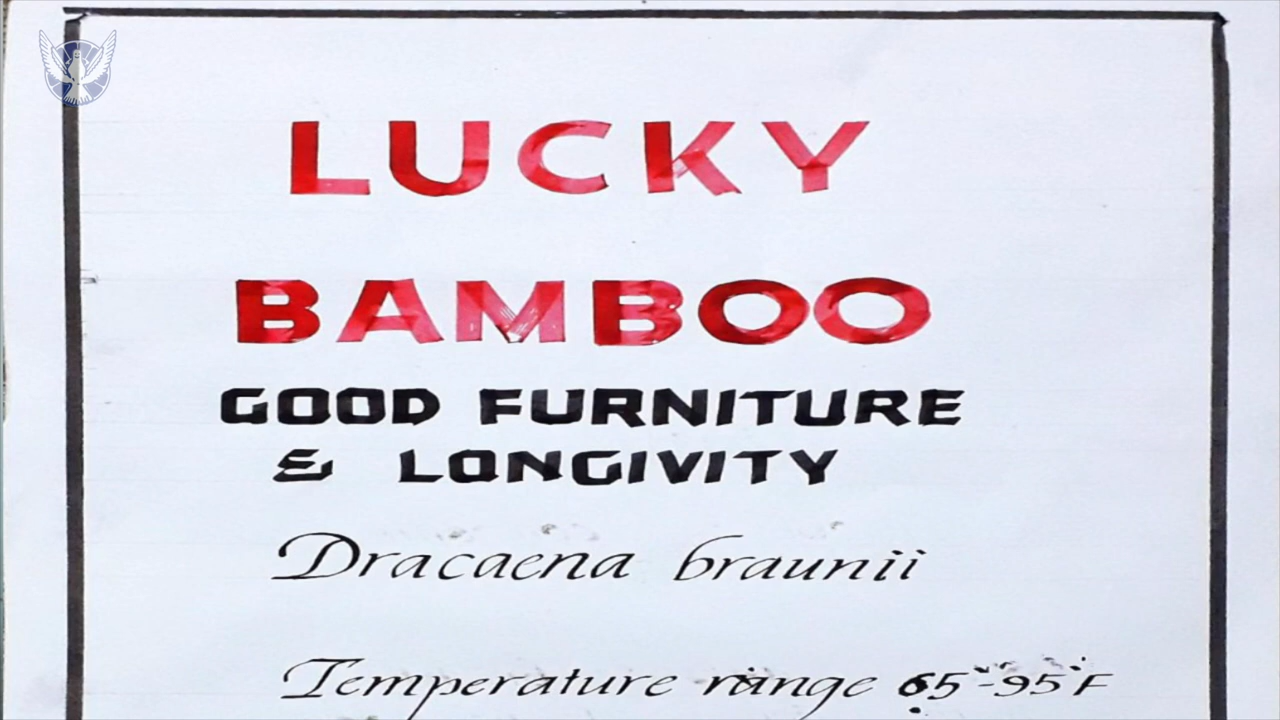 LUCKY
BAMBOO
GOOD FURNITURE
& LONGIVITY
Dracaena braunii
Temperature range 65°-95°F